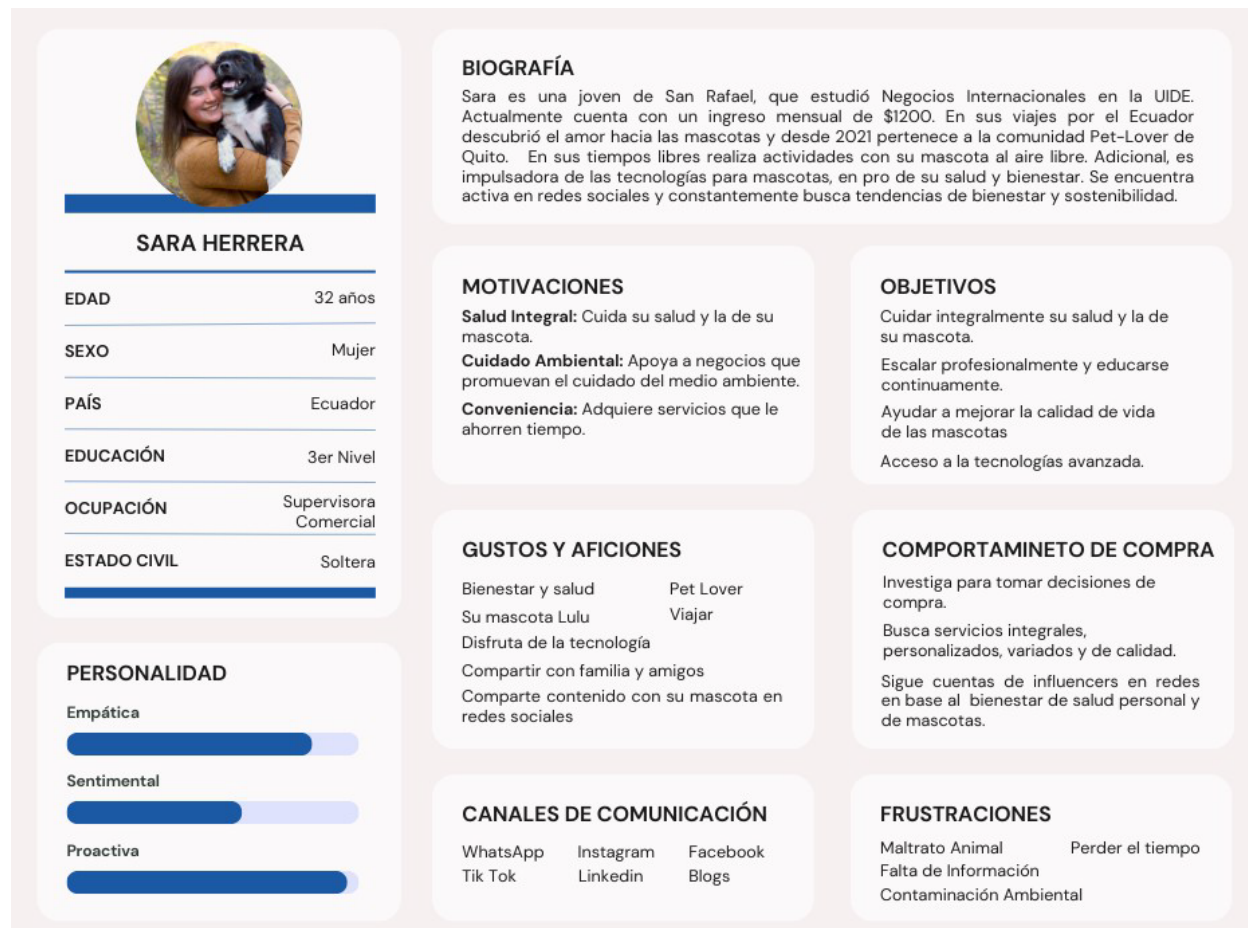 SARA HERRERA
EDAD 32 años
SEXO Mujer
PAÍS Ecuador
EDUCACIÓN 3er Nivel
OCUPACIÓN Supervisora
Comercial
ESTADO CIVIL Soltera
PERSONALIDAD
Empática
Sentimental
Proactiva
BIOGRAFÍA
Sara es una joven de San Rafael, que estudió Negocios Internacionales en la UIDE.
Actualmente cuenta con un ingreso mensual de $1200. En sus viajes por el Ecuador
descubrió el amor hacia las mascotas y desde 2021 pertenece a la comunidad Pet-Lover de
Quito. En sus tiempos libres realiza actividades con su mascota al aire libre. Adicional, es
impulsadora de las tecnologías para mascotas, en pro de su salud y bienestar. Se encuentra
activa en redes sociales y constantemente busca tendencias de bienestar y sostenibilidad.
MOTIVACIONES
Salud Integral: Cuida su salud y la de su
mascota.
Cuidado Ambiental: Apoya a negocios que
promuevan el cuidado del medio ambiente.
Conveniencia: Adquiere servicios que le
ahorren tiempo.
OBJETIVOS
Cuidar integralmente su salud y la de
su mascota.
Escalar profesionalmente y educarse
continuamente.
Ayudar a mejorar la calidad de vida
de las mascotas
Acceso a la tecnologías avanzada.
GUSTOS Y AFICIONES
Bienestar y salud Pet Lover
Su mascota Lulu Viajar
Disfruta de la tecnología
Compartir con familia y amigos
Comparte contenido con su mascota en
redes sociales
COMPORTAMINETO DE COMPRA
Investiga para tomar decisiones de
compra.
Busca servicios integrales,
personalizados, variados y de calidad.
Sigue cuentas de influencers en redes
en base al bienestar de salud personal y
de mascotas.
CANALES DE COMUNICACIÓN
WhatsApp Instagram Facebook
Tik Tok Linkedin Blogs
FRUSTRACIONES
Maltrato Animal Perder el tiempo
Falta de Información
Contaminación Ambiental